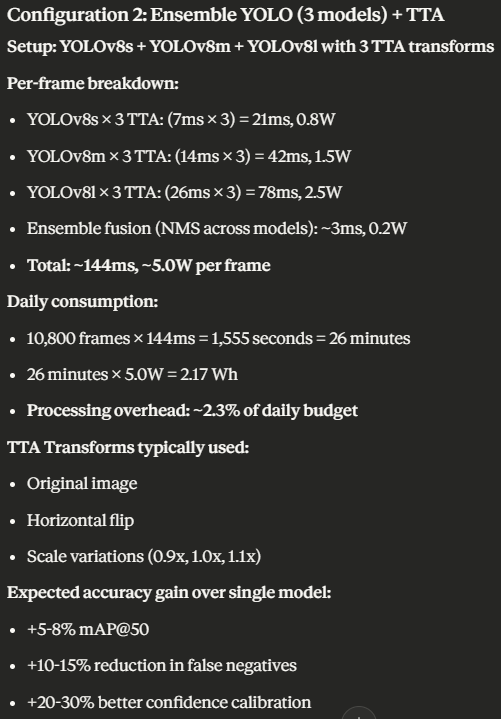 Configuration 2: Ensemble YOLO (3 models) + TTA
Setup: YOLOv8s + YOLOv8m + YOLOv8l with 3 TTA transforms
Per-frame breakdown:
• YOLOv8s × 3 TTA: (7ms × 3) = 21ms, 0.8W
• YOLOv8m × 3 TTA: (14ms × 3) = 42ms, 1.5W
• YOLOv8l × 3 TTA: (26ms × 3) = 78ms, 2.5W
• Ensemble fusion (NMS across models): ~3ms, 0.2W
• Total: ~144ms, ~5.0W per frame
Daily consumption:
• 10,800 frames × 144ms = 1,555 seconds = 26 minutes
• 26 minutes × 5.0W = 2.17 Wh
• Processing overhead: ~2.3% of daily budget
TTA Transforms typically used:
• Original image
• Horizontal flip
• Scale variations (0.9x, 1.0x, 1.1x)
Expected accuracy gain over single model:
• +5-8% mAP@50
• +10-15% reduction in false negatives
• +20-30% better confidence calibration